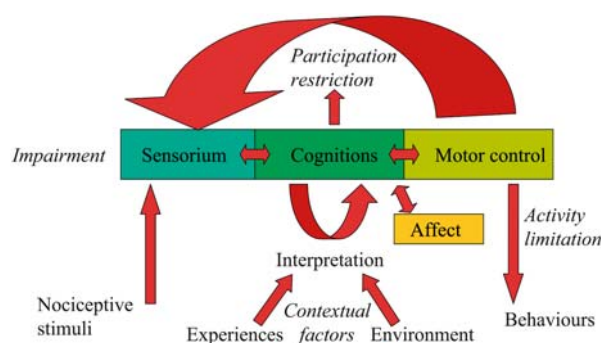 Participation
restriction
Impairment
Sensorium
Cognitions
Motor control
Affect
Activity
limitation
Interpretation
Nociceptive
stimuli
Contextual
factors
Experiences
Environment
Behaviours